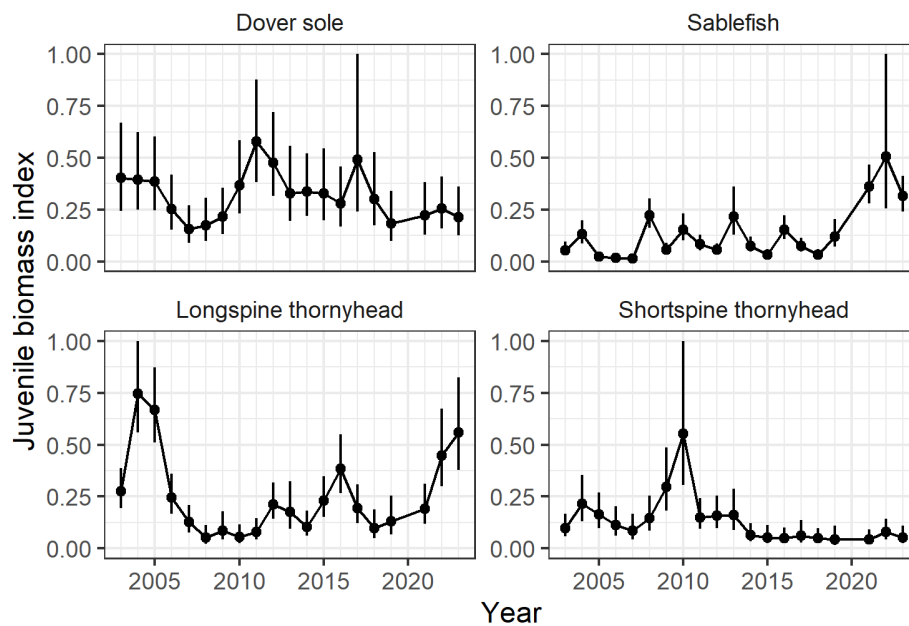 Dover sole
Sablefish
1.00
0.75
0.50
0.25
0.00
1.00
0.75
0.50
0.25
0.00
Juvenile biomass index
Longspine thornyhead
Shortspine thornyhead
1.00
0.75
0.50
0.25
0.00
1.00
0.75
0.50
0.25
0.00
2005 2010 2015 2020
2005 2010 2015 2020
Year